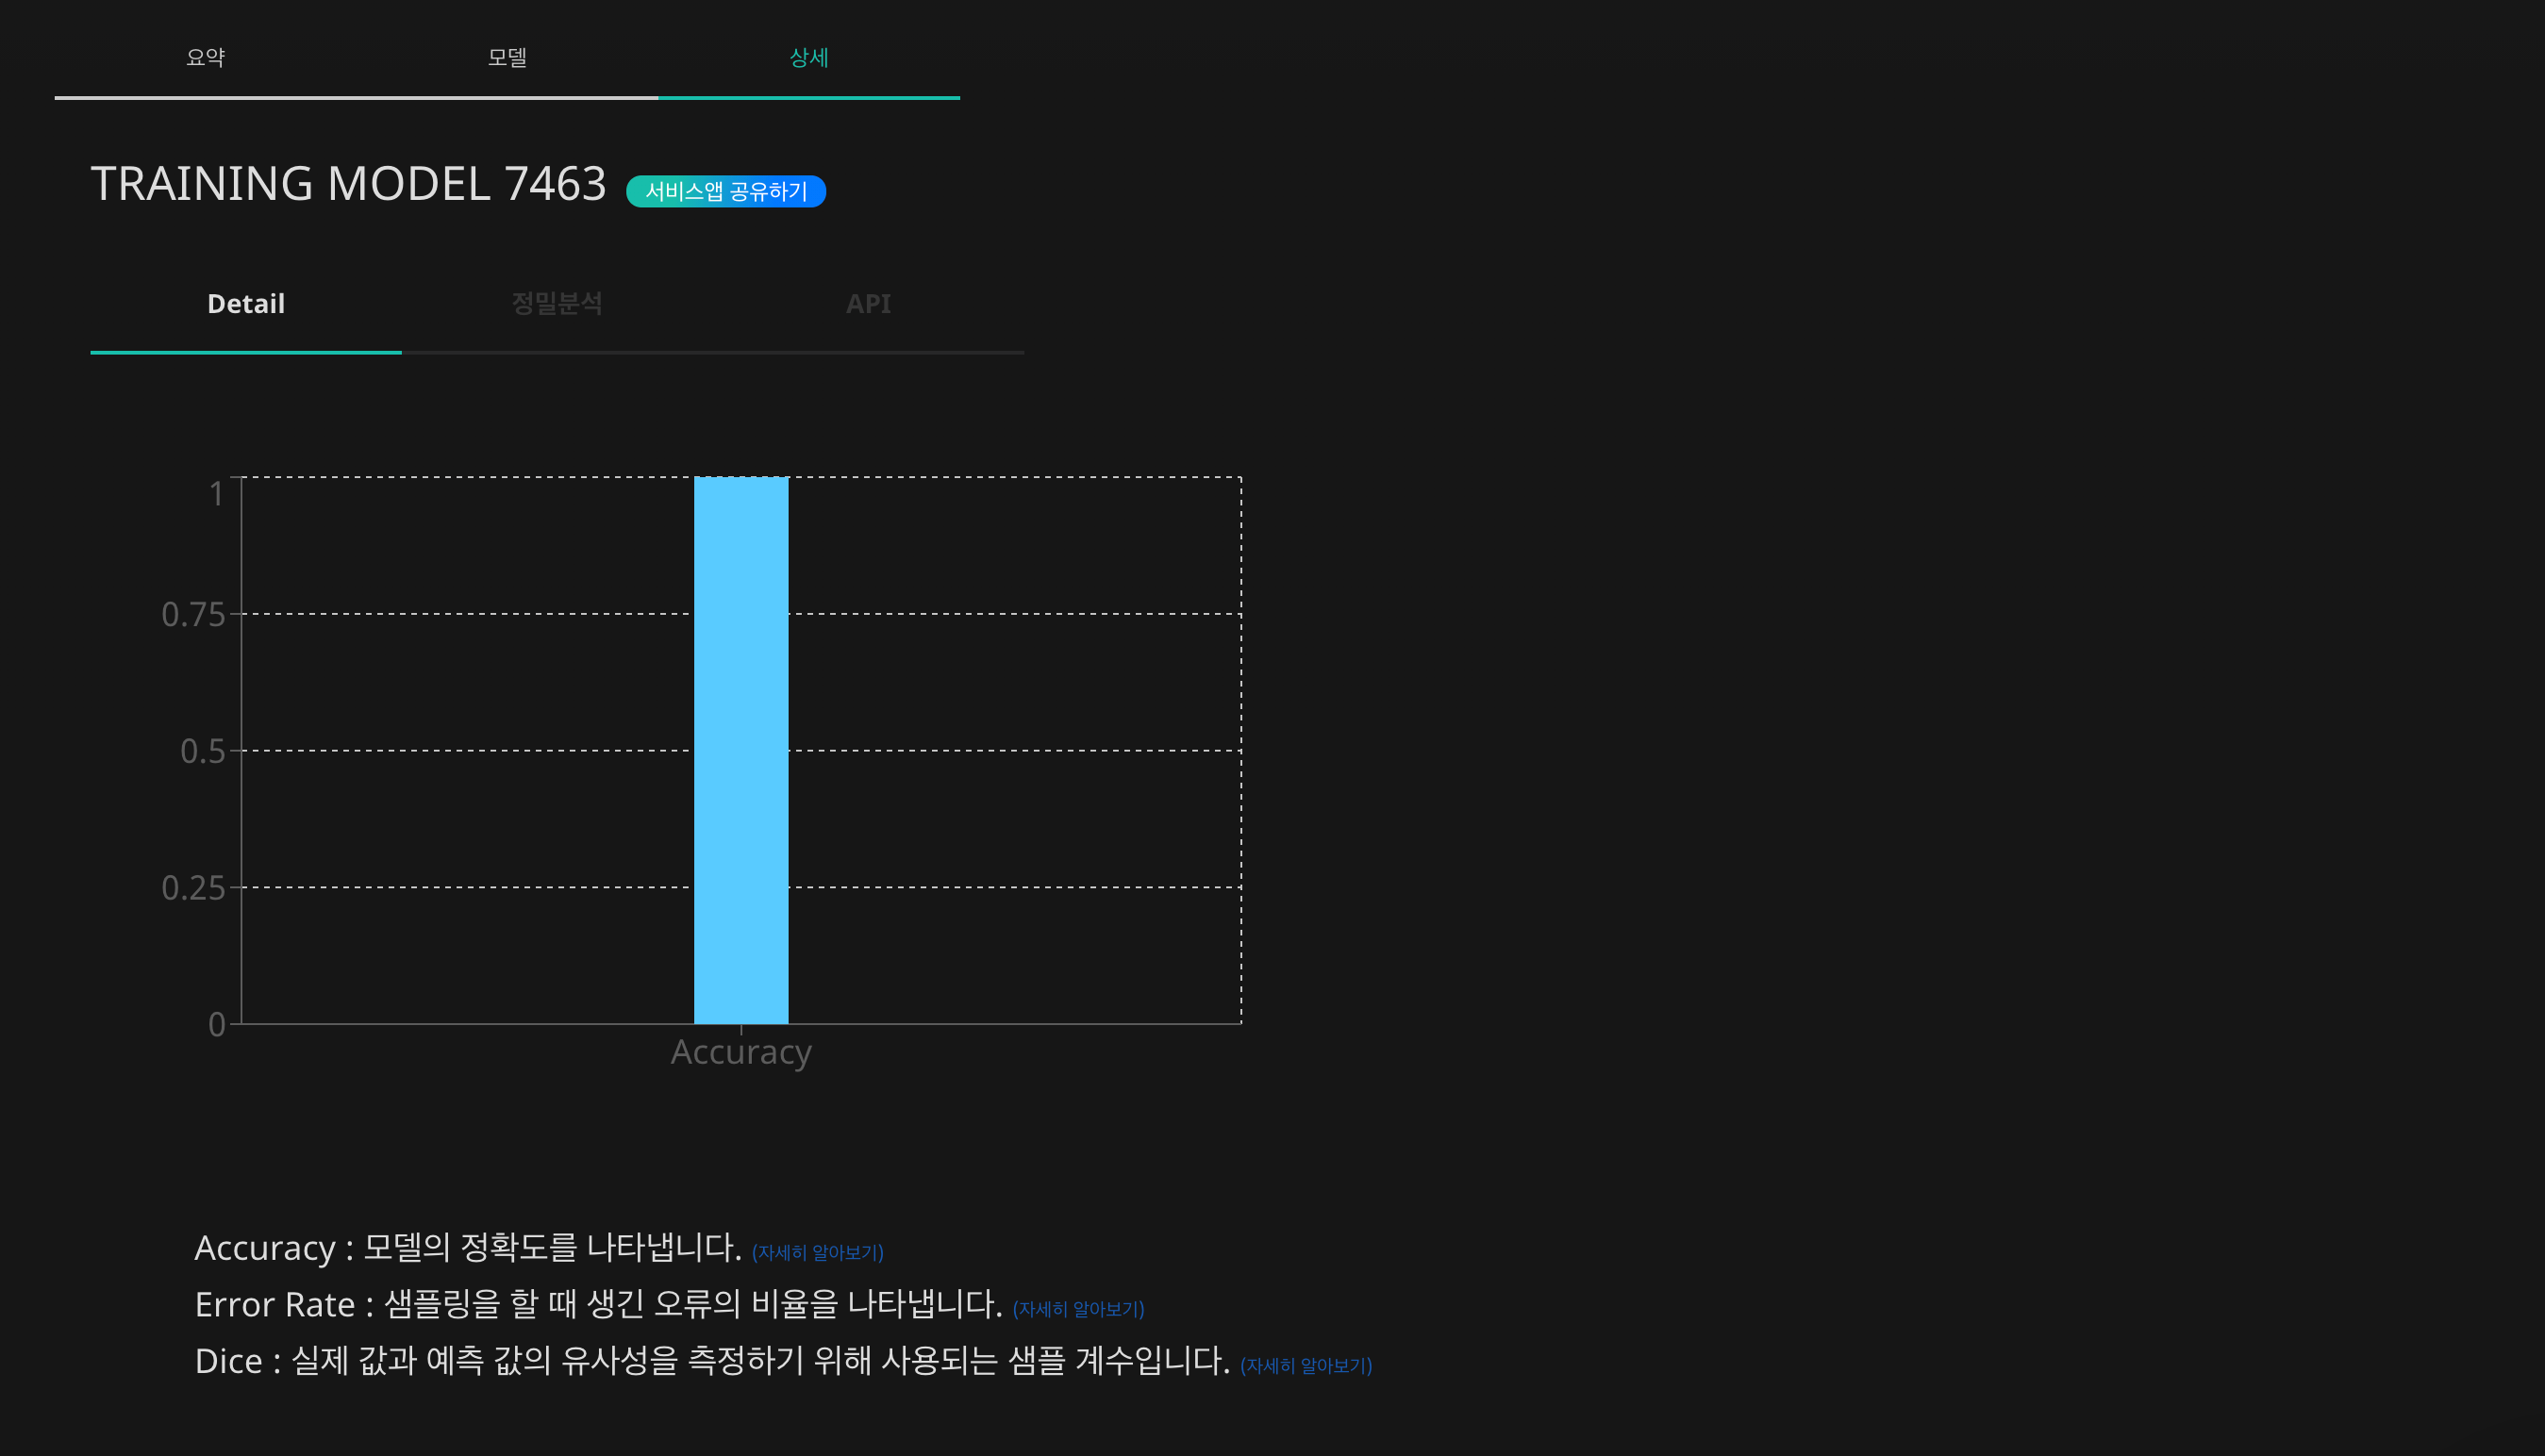 요약 모델 상세
TRAINING MODEL 7463 서비스앱 공유하기
Detail 정밀분석 API
1
0.75
0.5
0.25
0
Accuracy
Accuracy : 모델의 정확도를 나타냅니다. (자세히 알아보기)
Error Rate : 샘플링을 할 때 생긴 오류의 비율을 나타냅니다. (자세히 알아보기)
Dice : 실제 값과 예측 값의 유사성을 측정하기 위해 사용되는 샘플 계수입니다. (자세히 알아보기)